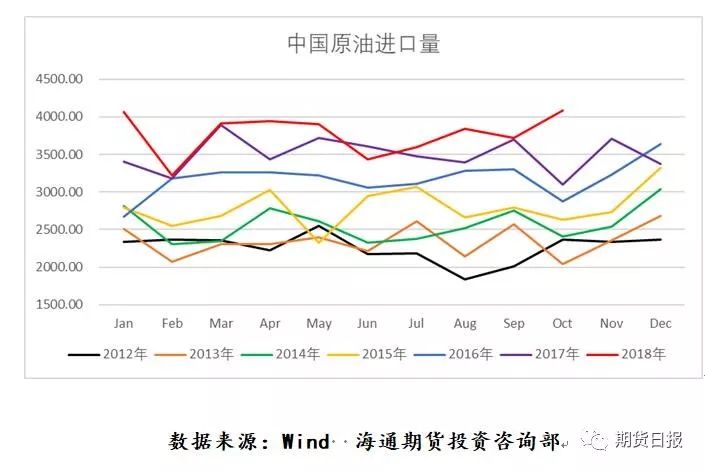 中国原油进口量
4500.00
4000.00
3500.00
3000.00
2500.00
2000.00
1500.00
Jan Feb Mar Apr May Jun Jul Aug Sep Oct Nov Dec
2012年 2013年 2014年 2015年 2016年 2017年 2018年
数据来源：Wind 海通期货投资咨询部
期货日报